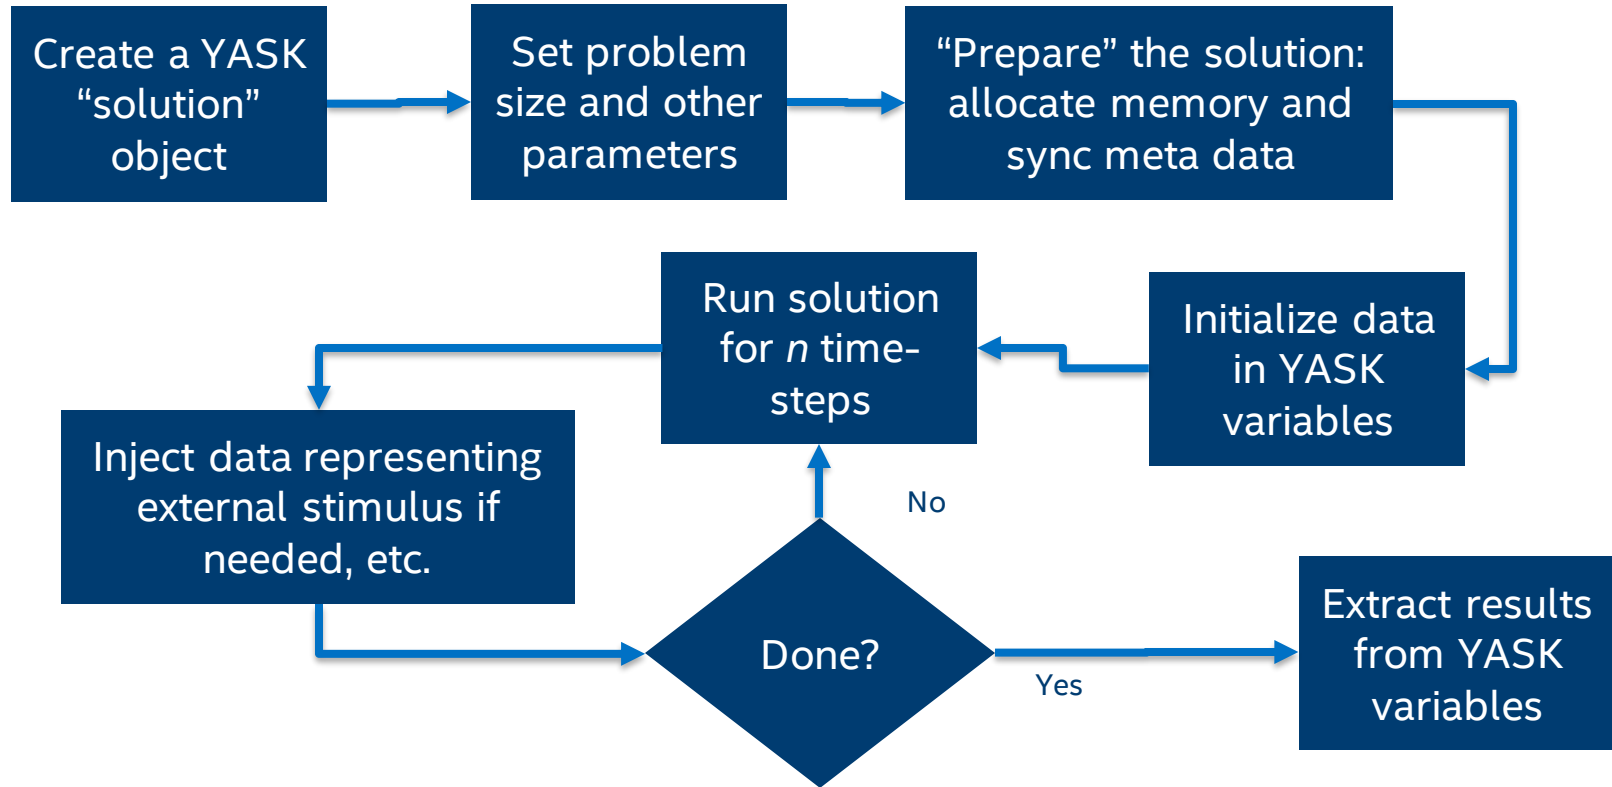 Create a YASK
“solution”
object
Set problem
size and other
parameters
“Prepare” the solution:
allocate memory and
sync meta data
Initialize data
in YASK
variables
Run solution
for n time-
steps
Inject data representing
external stimulus if
needed, etc.
Done?
No
Yes
Extract results
from YASK
variables